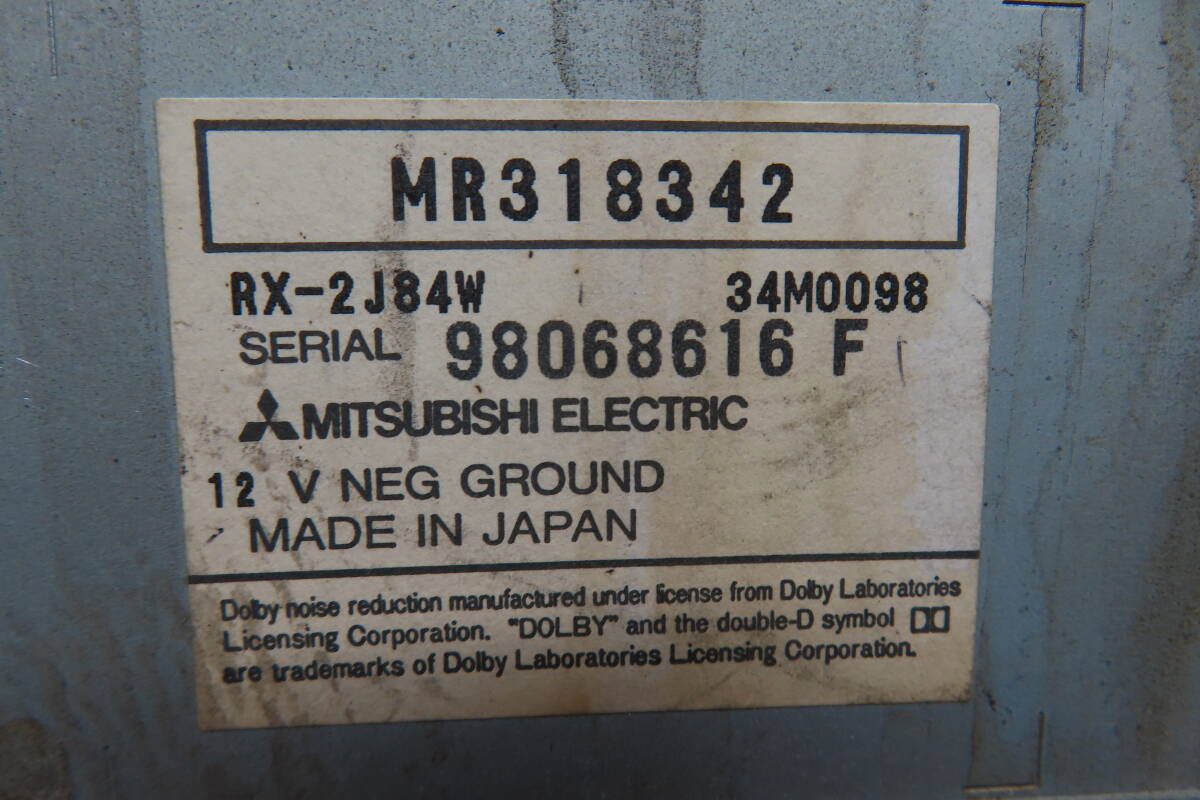 MR318342
RX-2J84W 34M0098
SERIAL 98068616 F
MITSUBISHI ELECTRIC
12 V NEG GROUND
MADE IN JAPAN
Dolby noise reduction manufactured under license from Dolby Laboratories
Licensing Corporation. "DOLBY" and the double-D symbol
are trademarks of Dolby Laboratories Licensing Corporation.